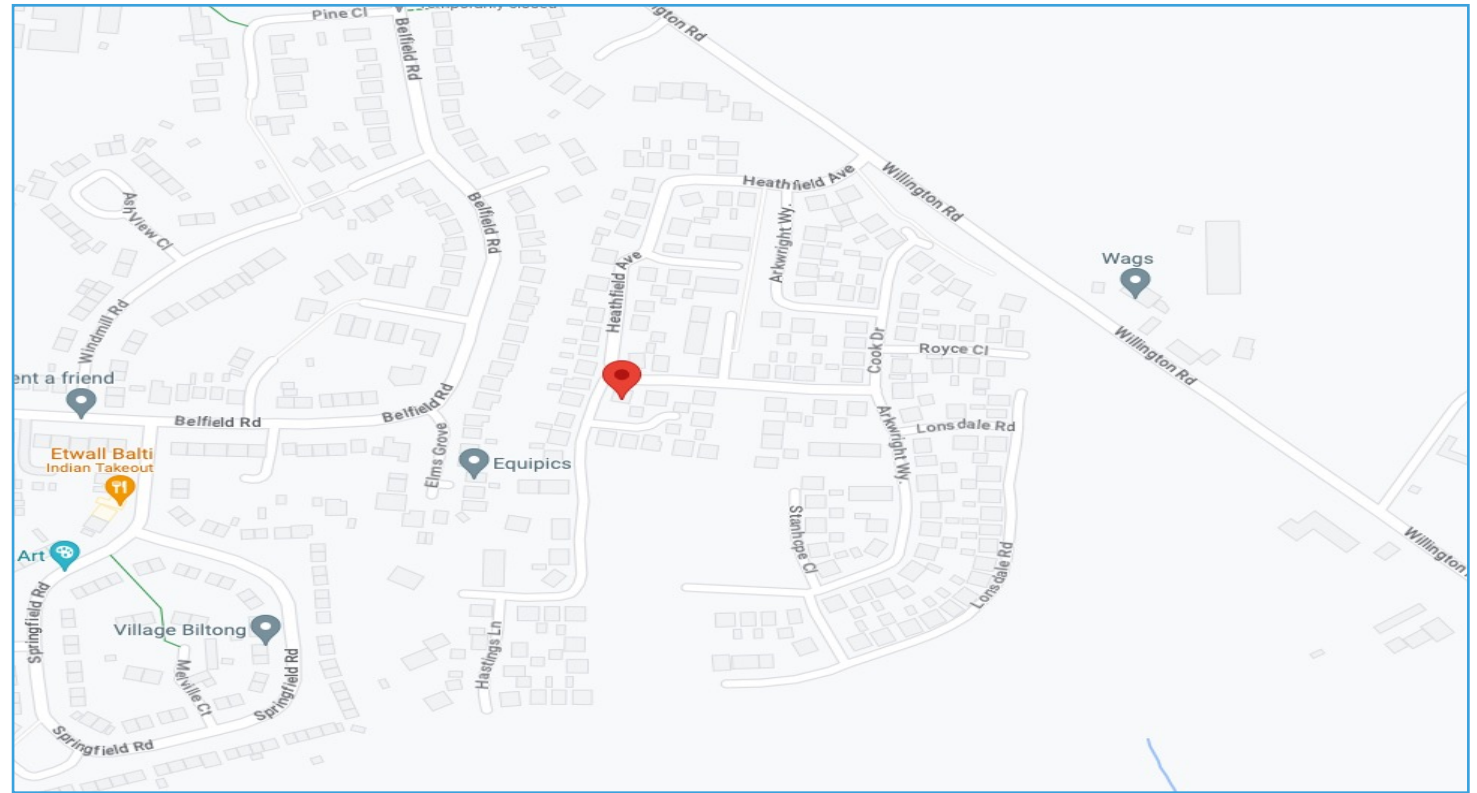 temporarily closed
Pine Cl
Belfield Rd
Willington Rd
Heathfield Ave
Ash View Cl
Belfield Rd
Arkwright Wy.
Wags
Heathfield Ave
Windmill Rd
Cook Dr
Royce Cl
Willington Rd
ent a friend
Belfield Rd
Belfield Rd
Arkwright Wy.
Lonsdale Rd
Etwall Balti
Indian Takeout
Elms Grove
Equipics
Stanhope Cl
Willington
Art
Lonsdale Rd
Springfield Rd
Village Biltong
Hastings Ln
Melville Ct
Springfield Rd
Springfield Rd